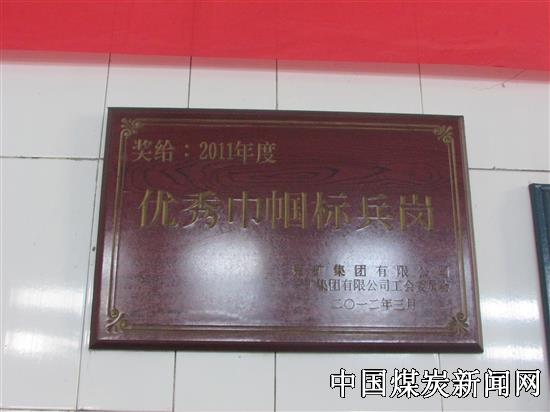 奖给：2011年度
优秀巾帼标兵岗
集团有限公司
集团有限公司工会委员会
二〇一二年三月
中国煤炭新闻网